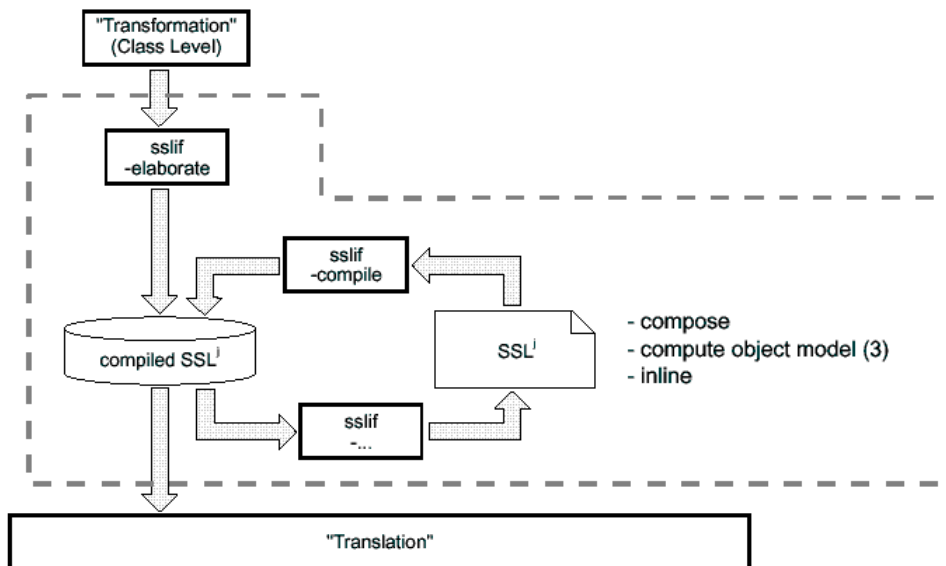 "Transformation"
(Class Level)
sslif
-elaborate
sslif
-compile
compiled SSL^j
SSL^j
- compose
- compute object model (3)
- inline
sslif
-...
"Translation"